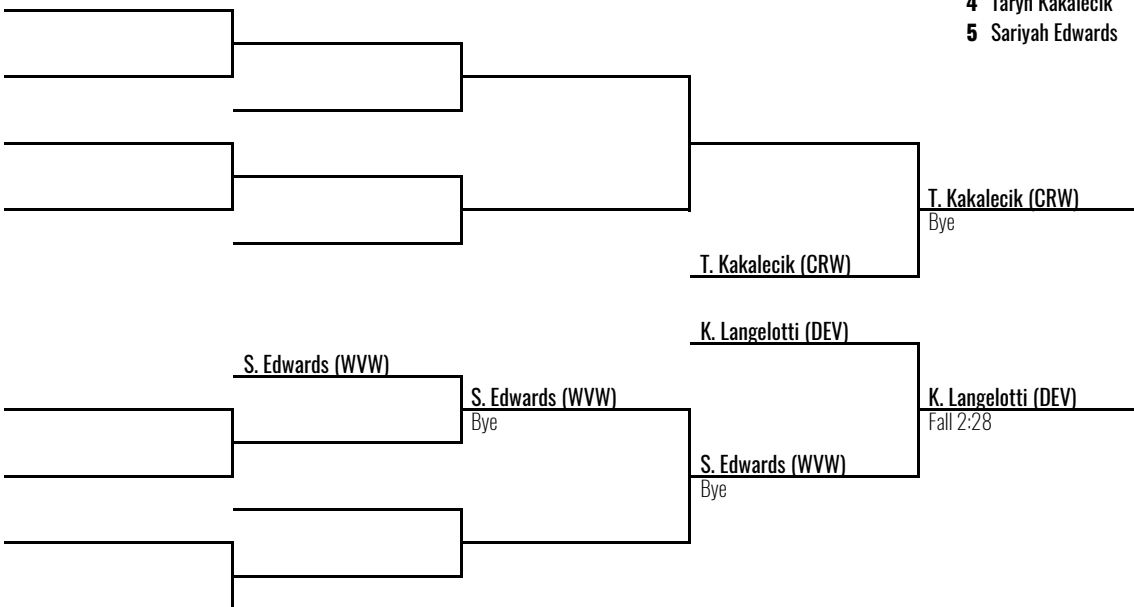 4 Taryn Kakalecik
5 Sariyah Edwards
T. Kakalecik (CRW)
Bye
T. Kakalecik (CRW)
K. Langelotti (DEV)
S. Edwards (WVW)
S. Edwards (WVW)
Bye
K. Langelotti (DEV)
Fall 2:28
S. Edwards (WVW)
Bye